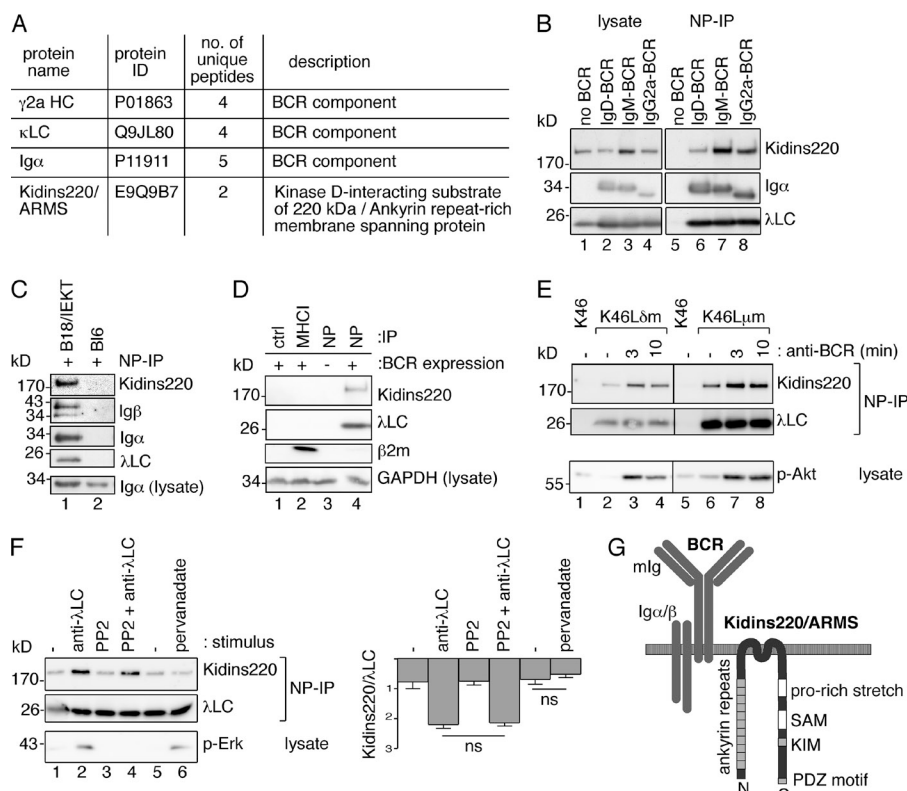 A
protein name protein ID no. of unique peptides description
γ2a HC P01863 4 BCR component
κLC Q9JL80 4 BCR component
Igα P11911 5 BCR component
Kidins220/ARMS E9Q9B7 2 Kinase D-interacting substrate
of 220 kDa / Ankyrin repeat-rich
membrane spanning protein
B
lysate NP-IP
no BCR IgD-BCR IgM-BCR IgG2a-BCR no BCR IgD-BCR IgM-BCR IgG2a-BCR
kD
170 Kidins220
34 Igα
26 λLC
1 2 3 4 5 6 7 8
C
B18/IEKT Bl6
kD + + NP-IP
170 Kidins220
43
34 Igβ
34 Igα
26 λLC
34 Igα (lysate)
1 2
D
ctrl MHCI NP NP :IP
kD + + - + :BCR expression
170 Kidins220
26 λLC
β2m
34 GAPDH (lysate)
1 2 3 4
E
K46 K46Lδm K46 K46Lμm
kD - - 3 10 - - 3 10 : anti-BCR (min)
170 Kidins220
NP-IP
26 λLC
55 p-Akt lysate
1 2 3 4 5 6 7 8
F
- anti-λLC PP2 PP2 + anti-λLC - pervanadate
kD : stimulus
170 Kidins220
NP-IP
λLC
26
43 p-Erk lysate
1 2 3 4 5 6
- anti-λLC PP2 PP2 + anti-λLC - pervanadate
Kidins220/λLC
0
1
2
3
ns
ns
G
BCR
mIg
Igα/β
Kidins220/ARMS
ankyrin repeats
pro-rich stretch
SAM
KIM
PDZ motif
N